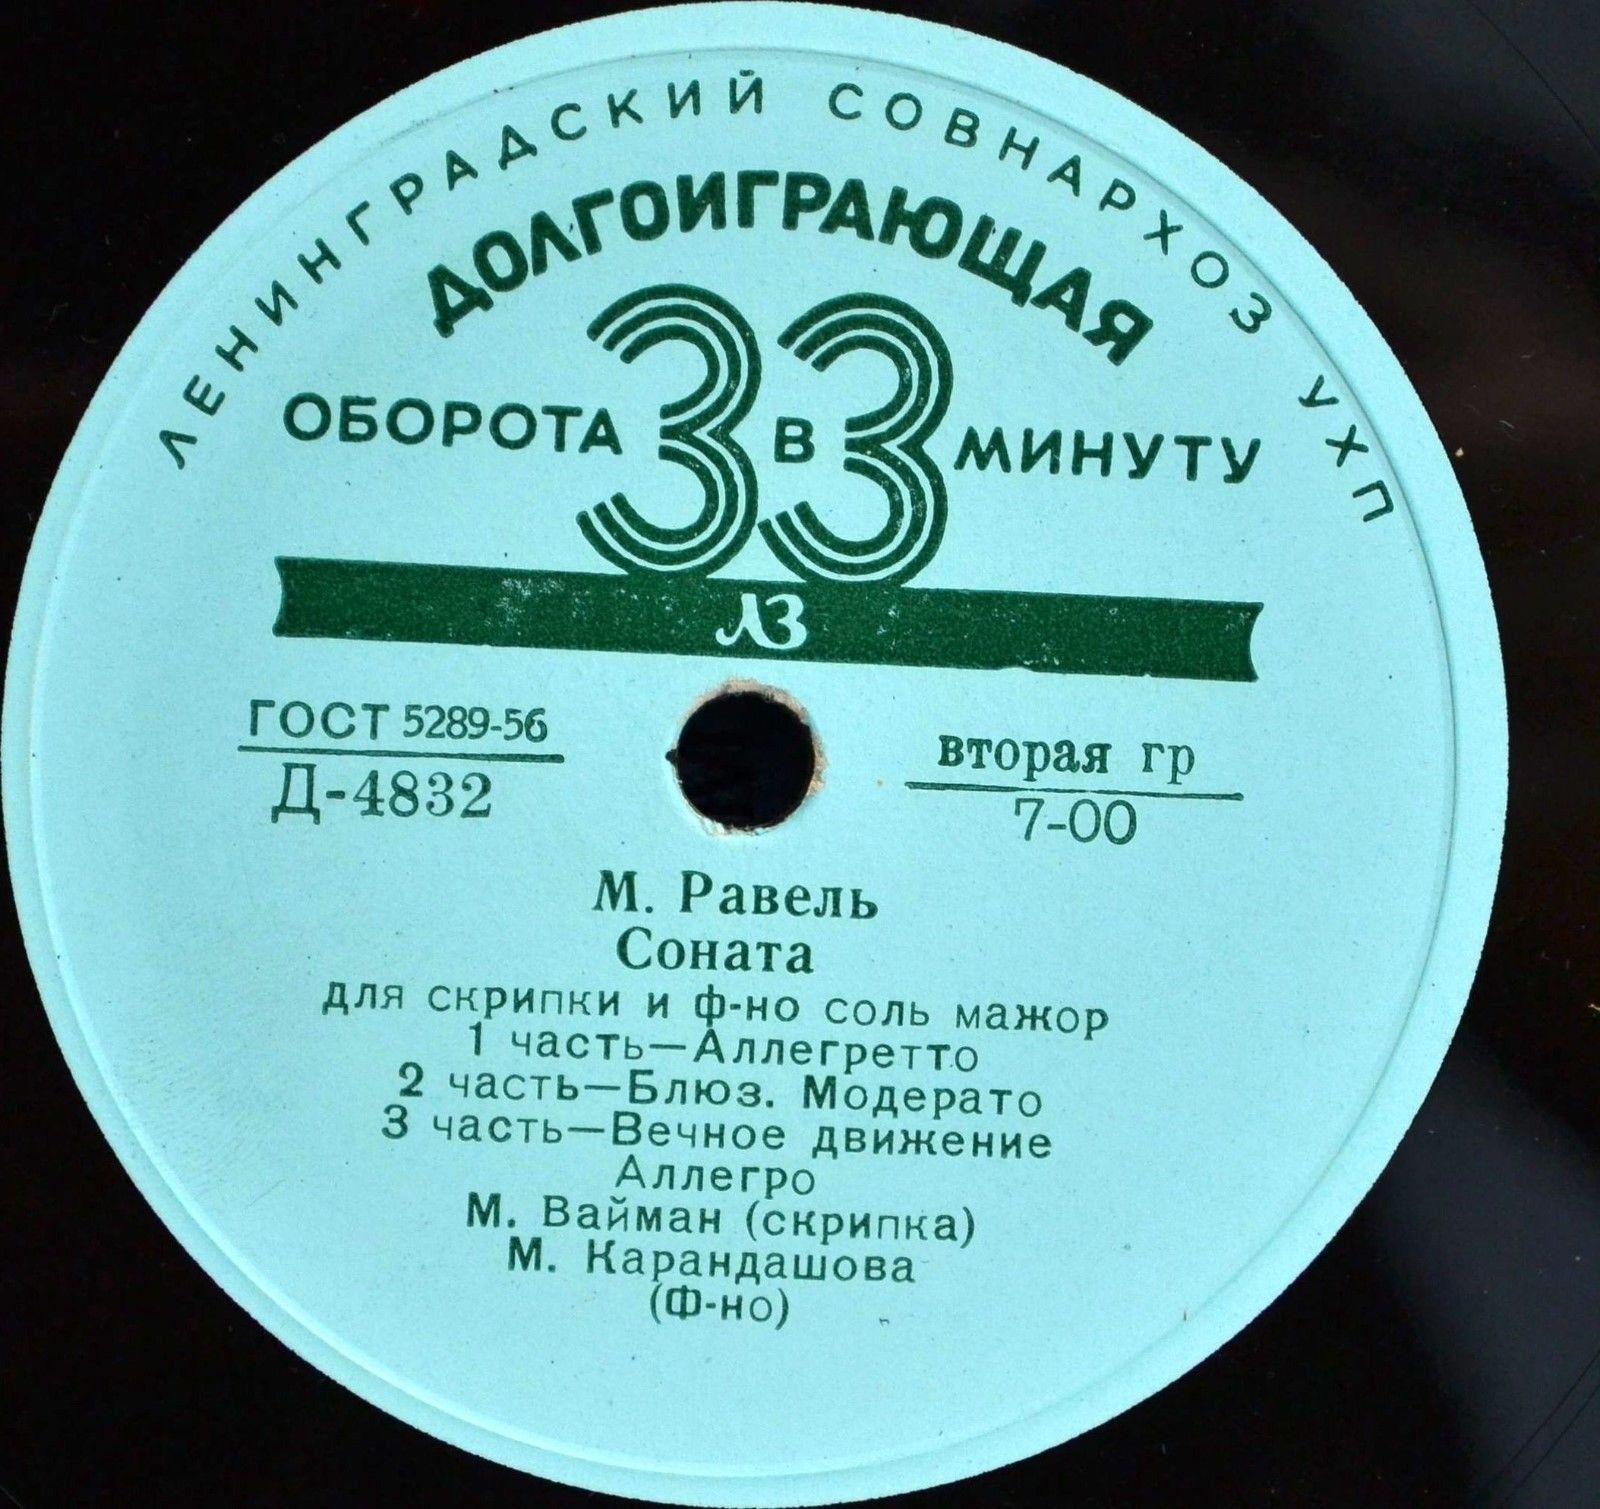 ЛЕНИНГРАДСКИЙ СОВНАРХОЗ УХП
ДОЛГОИГРАЮЩАЯ
33
ОБОРОТА В МИНУТУ
ЛЗ
ГОСТ 5289-56
Д-4832
вторая гр
7-00
М. Равель
Соната
для скрипки и ф-но соль мажор
1 часть—Аллегретто
2 часть—Блюз. Модерато
3 часть—Вечное движение
Аллегро
М. Вайман (скрипка)
М. Карандашова
(Ф-но)